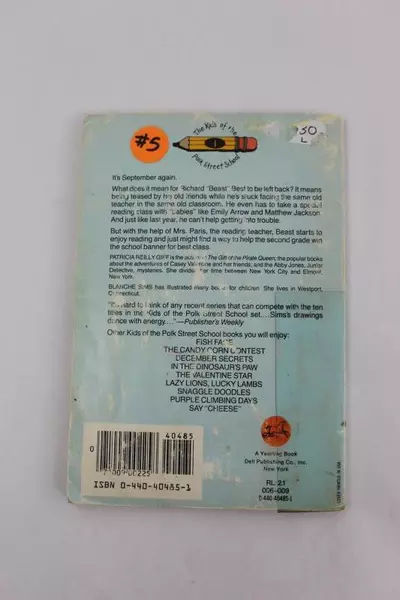 #5
The Kids of the
1
Polk Street School
30
L
It's September again.
What does it mean for Richard "Beast" Best to be left back? It means
being teased by his old friends while he's stuck facing the same old
teacher in the same old classroom. He even has to take a special
reading class with "babies" like Emily Arrow and Matthew Jackson.
And just like last year, he can't help getting into trouble.
But with the help of Mrs. Paris, the reading teacher, Beast starts to
enjoy reading and just might find a way to help the second grade win
the school banner for best class.
PATRICIA REILLY GIFF is the author of The Gift of the Pirate Queen; the popular books
about the adventures of Casey Valentine and her friends, and the Abby Jones, Junior
Detective, mysteries. She divides her time between New York City and Elmont,
New York.
BLANCHE SIMS has illustrated many books for children. She lives in Westport,
Connecticut.
"It's hard to think of any recent series that can compete with the ten
titles in the Kids of the Polk Street School set....Sims's drawings
dance with energy...."—Publisher's Weekly
Other Kids of the Polk Street School books you will enjoy:
FISH FACE
THE CANDY CORN CONTEST
DECEMBER SECRETS
IN THE DINOSAUR'S PAW
THE VALENTINE STAR
LAZY LIONS, LUCKY LAMBS
SNAGGLE DOODLES
PURPLE CLIMBING DAYS
SAY "CHEESE"
40485
0
ISBN 0-440-40485-1
A Yearling Book
Dell Publishing Co., Inc.
New York
RL: 2.1
006-009
0-440-40485-1